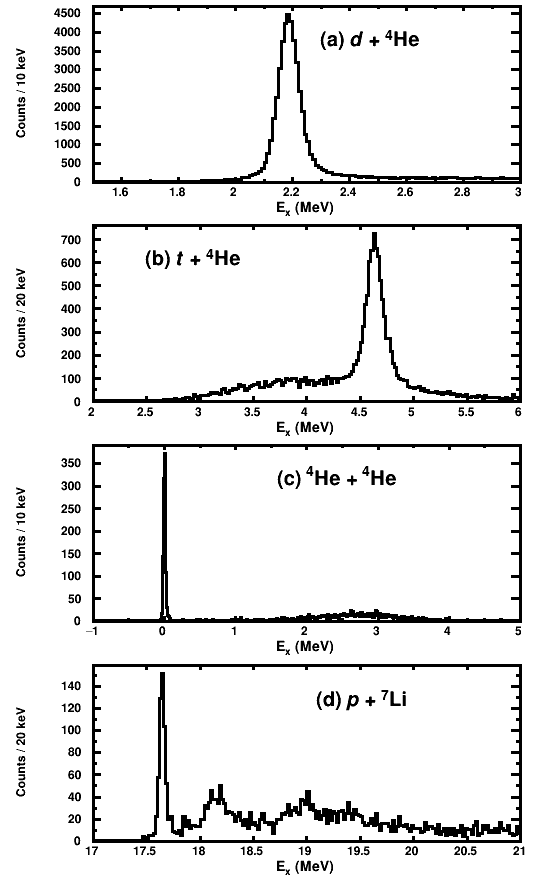 4500
4000
3500
3000
2500
2000
1500
1000
500
0
Counts / 10 keV
(a) d + ⁴He
1.6 1.8 2 2.2 2.4 2.6 2.8 3
Eₓ (MeV)
700
600
500
400
300
200
100
0
Counts / 20 keV
(b) t + ⁴He
2 2.5 3 3.5 4 4.5 5 5.5 6
Eₓ (MeV)
350
300
250
200
150
100
50
0
Counts / 10 keV
(c) ⁴He + ⁴He
−1 0 1 2 3 4 5
Eₓ (MeV)
140
120
100
80
60
40
20
0
Counts / 20 keV
(d) p + ⁷Li
17 17.5 18 18.5 19 19.5 20 20.5 21
Eₓ (MeV)